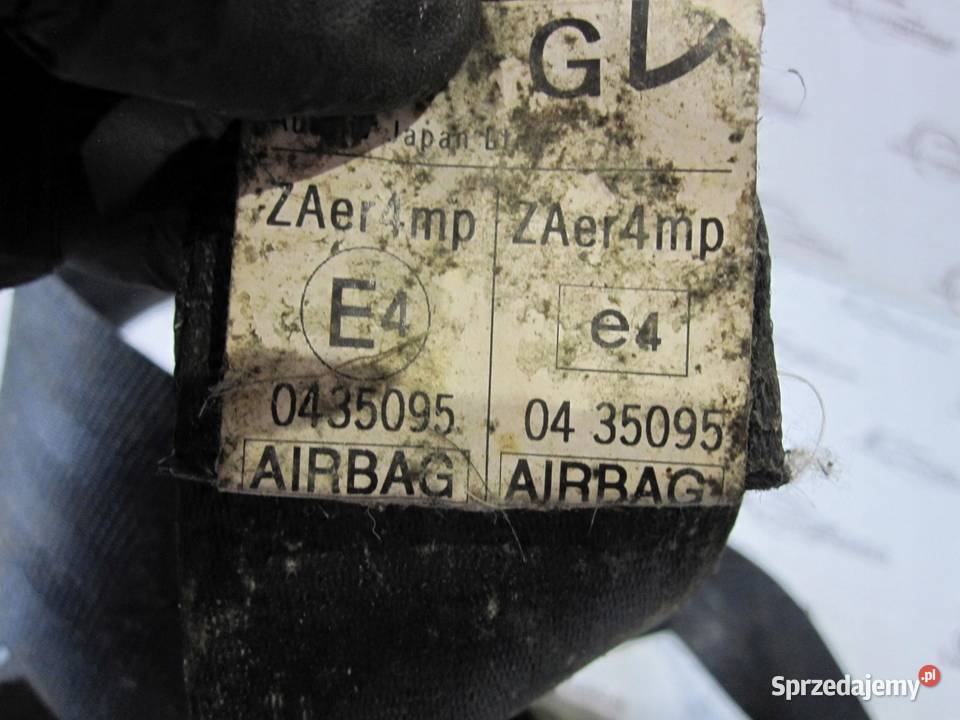 G
Japan
ZAer4mp ZAer4mp
E4 e4
0435095 04 35095
AIRBAG AIRBAG
Sprzedajemy.pl